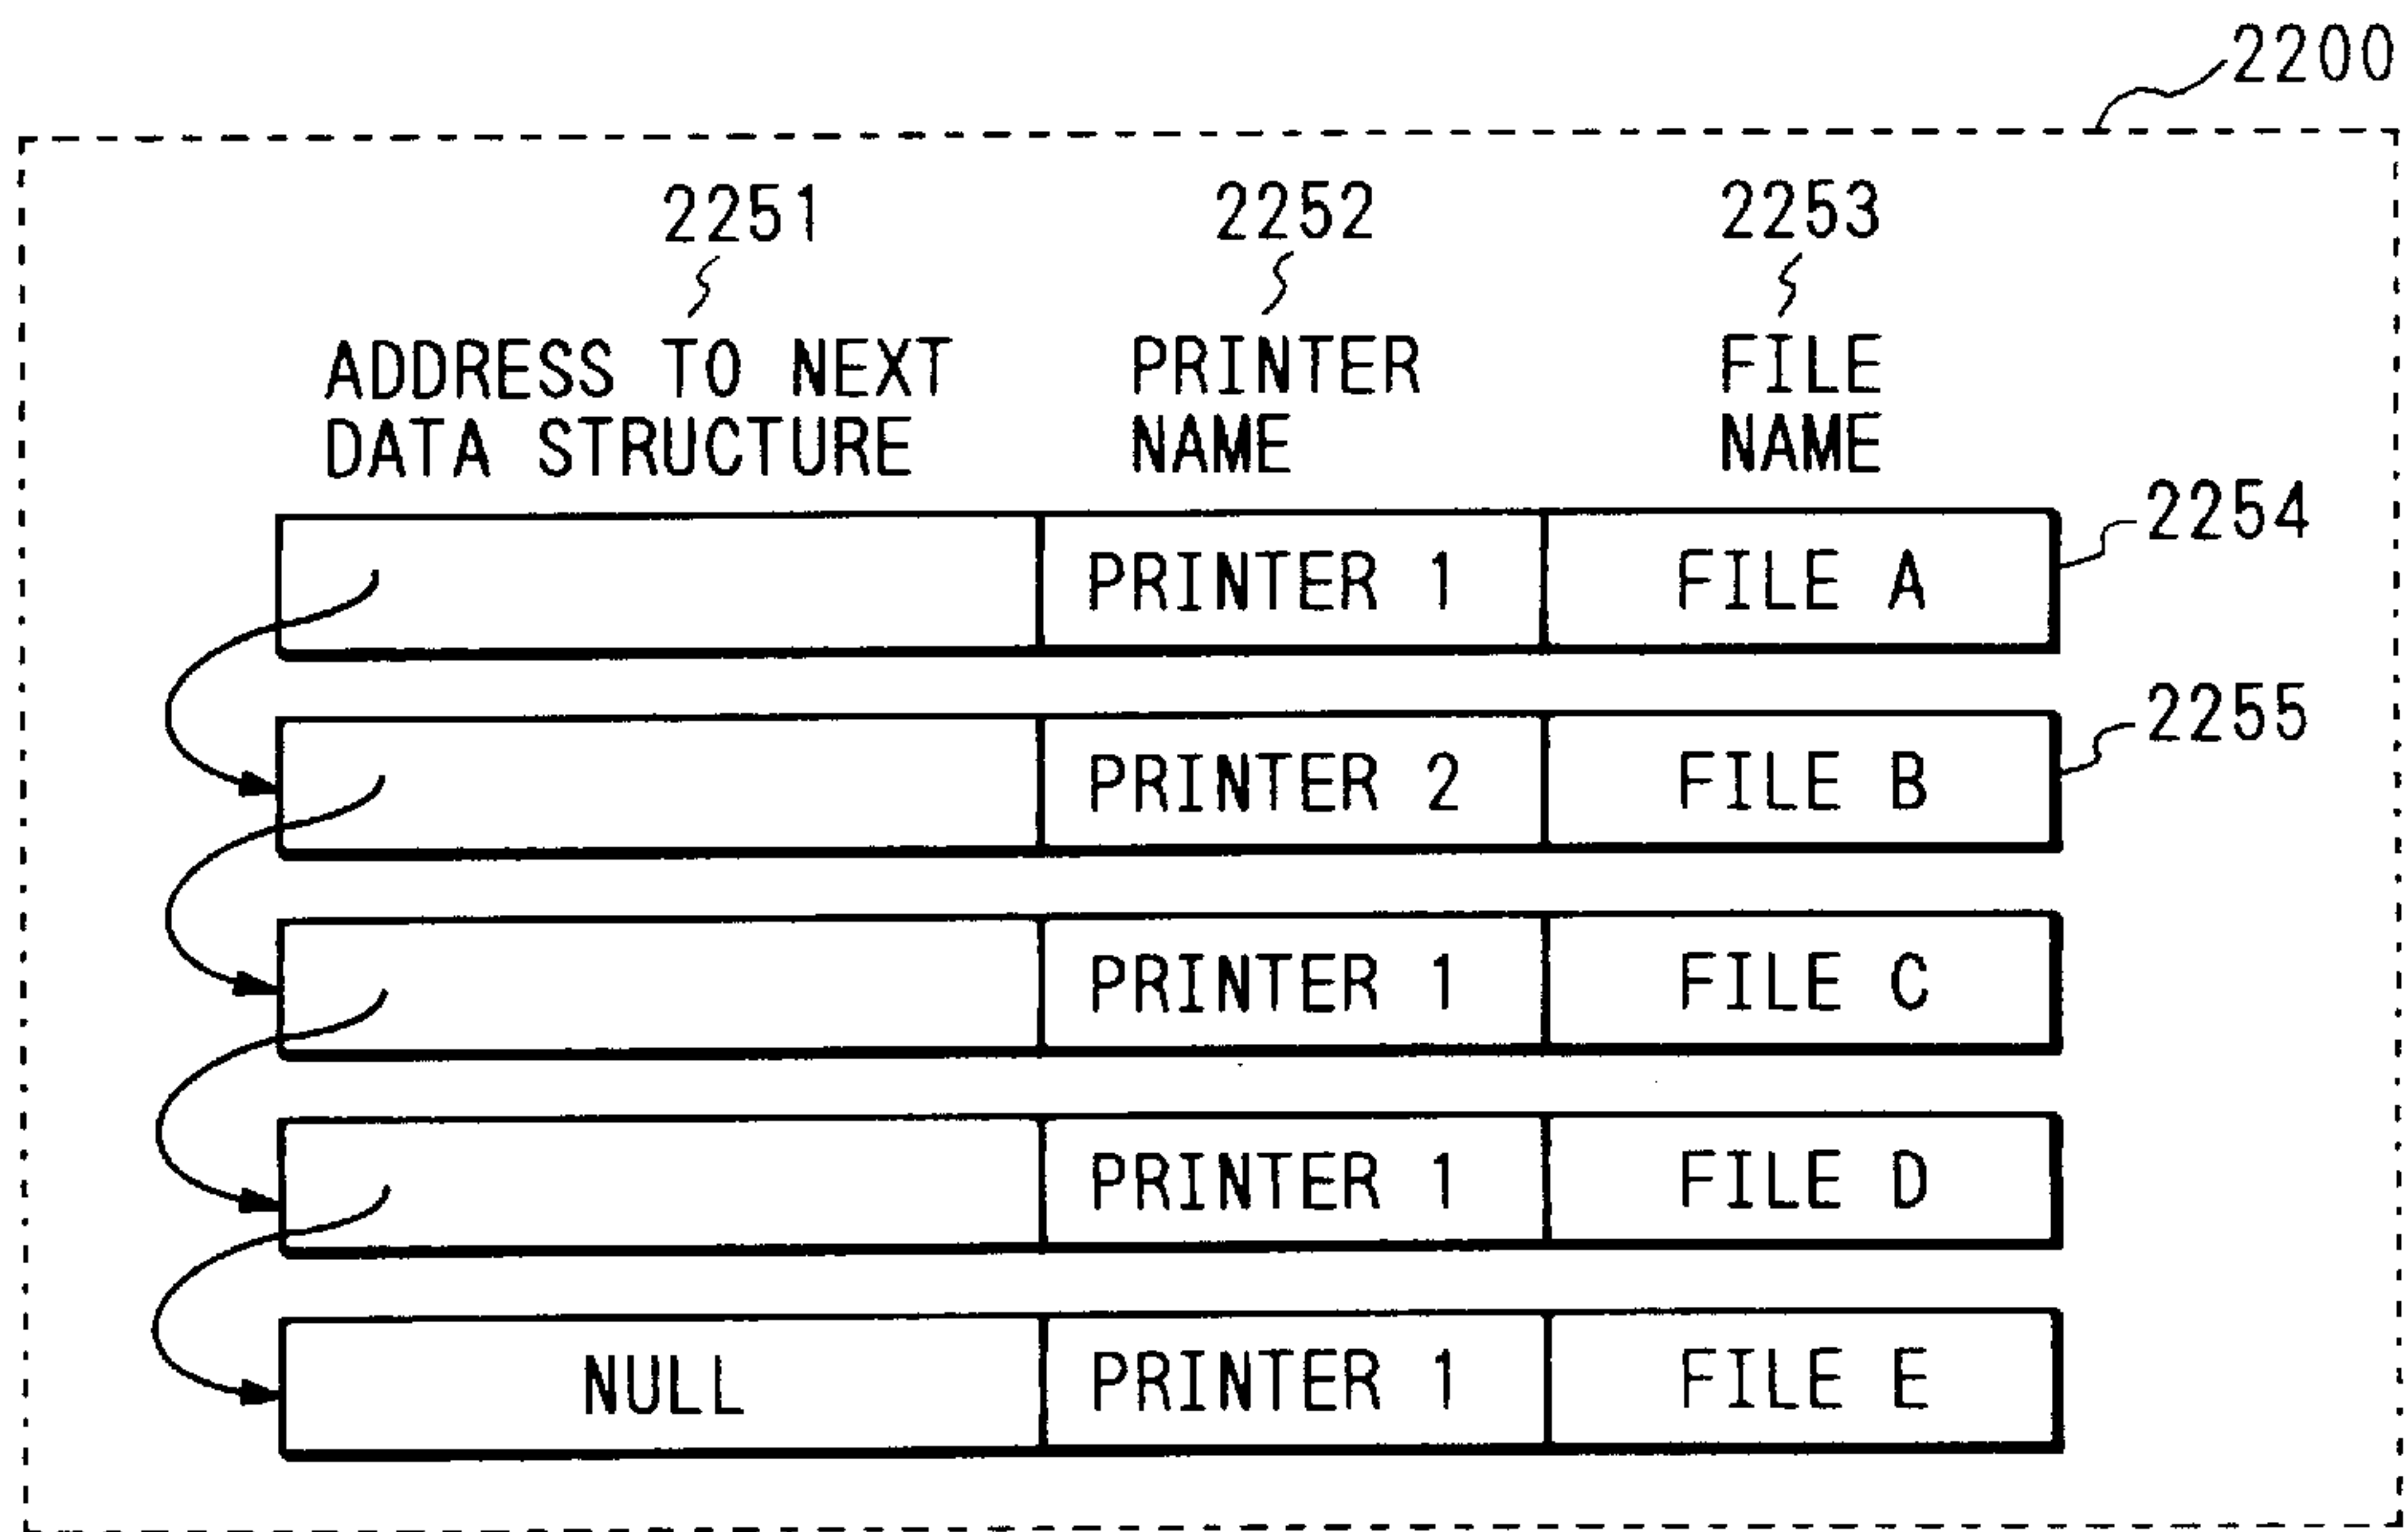 2200
2251 2252 2253
ADDRESS TO NEXT PRINTER FILE
DATA STRUCTURE NAME NAME
2254
PRINTER 1 FILE A
2255
PRINTER 2 FILE B
PRINTER 1 FILE C
PRINTER 1 FILE D
NULL PRINTER 1 FILE E